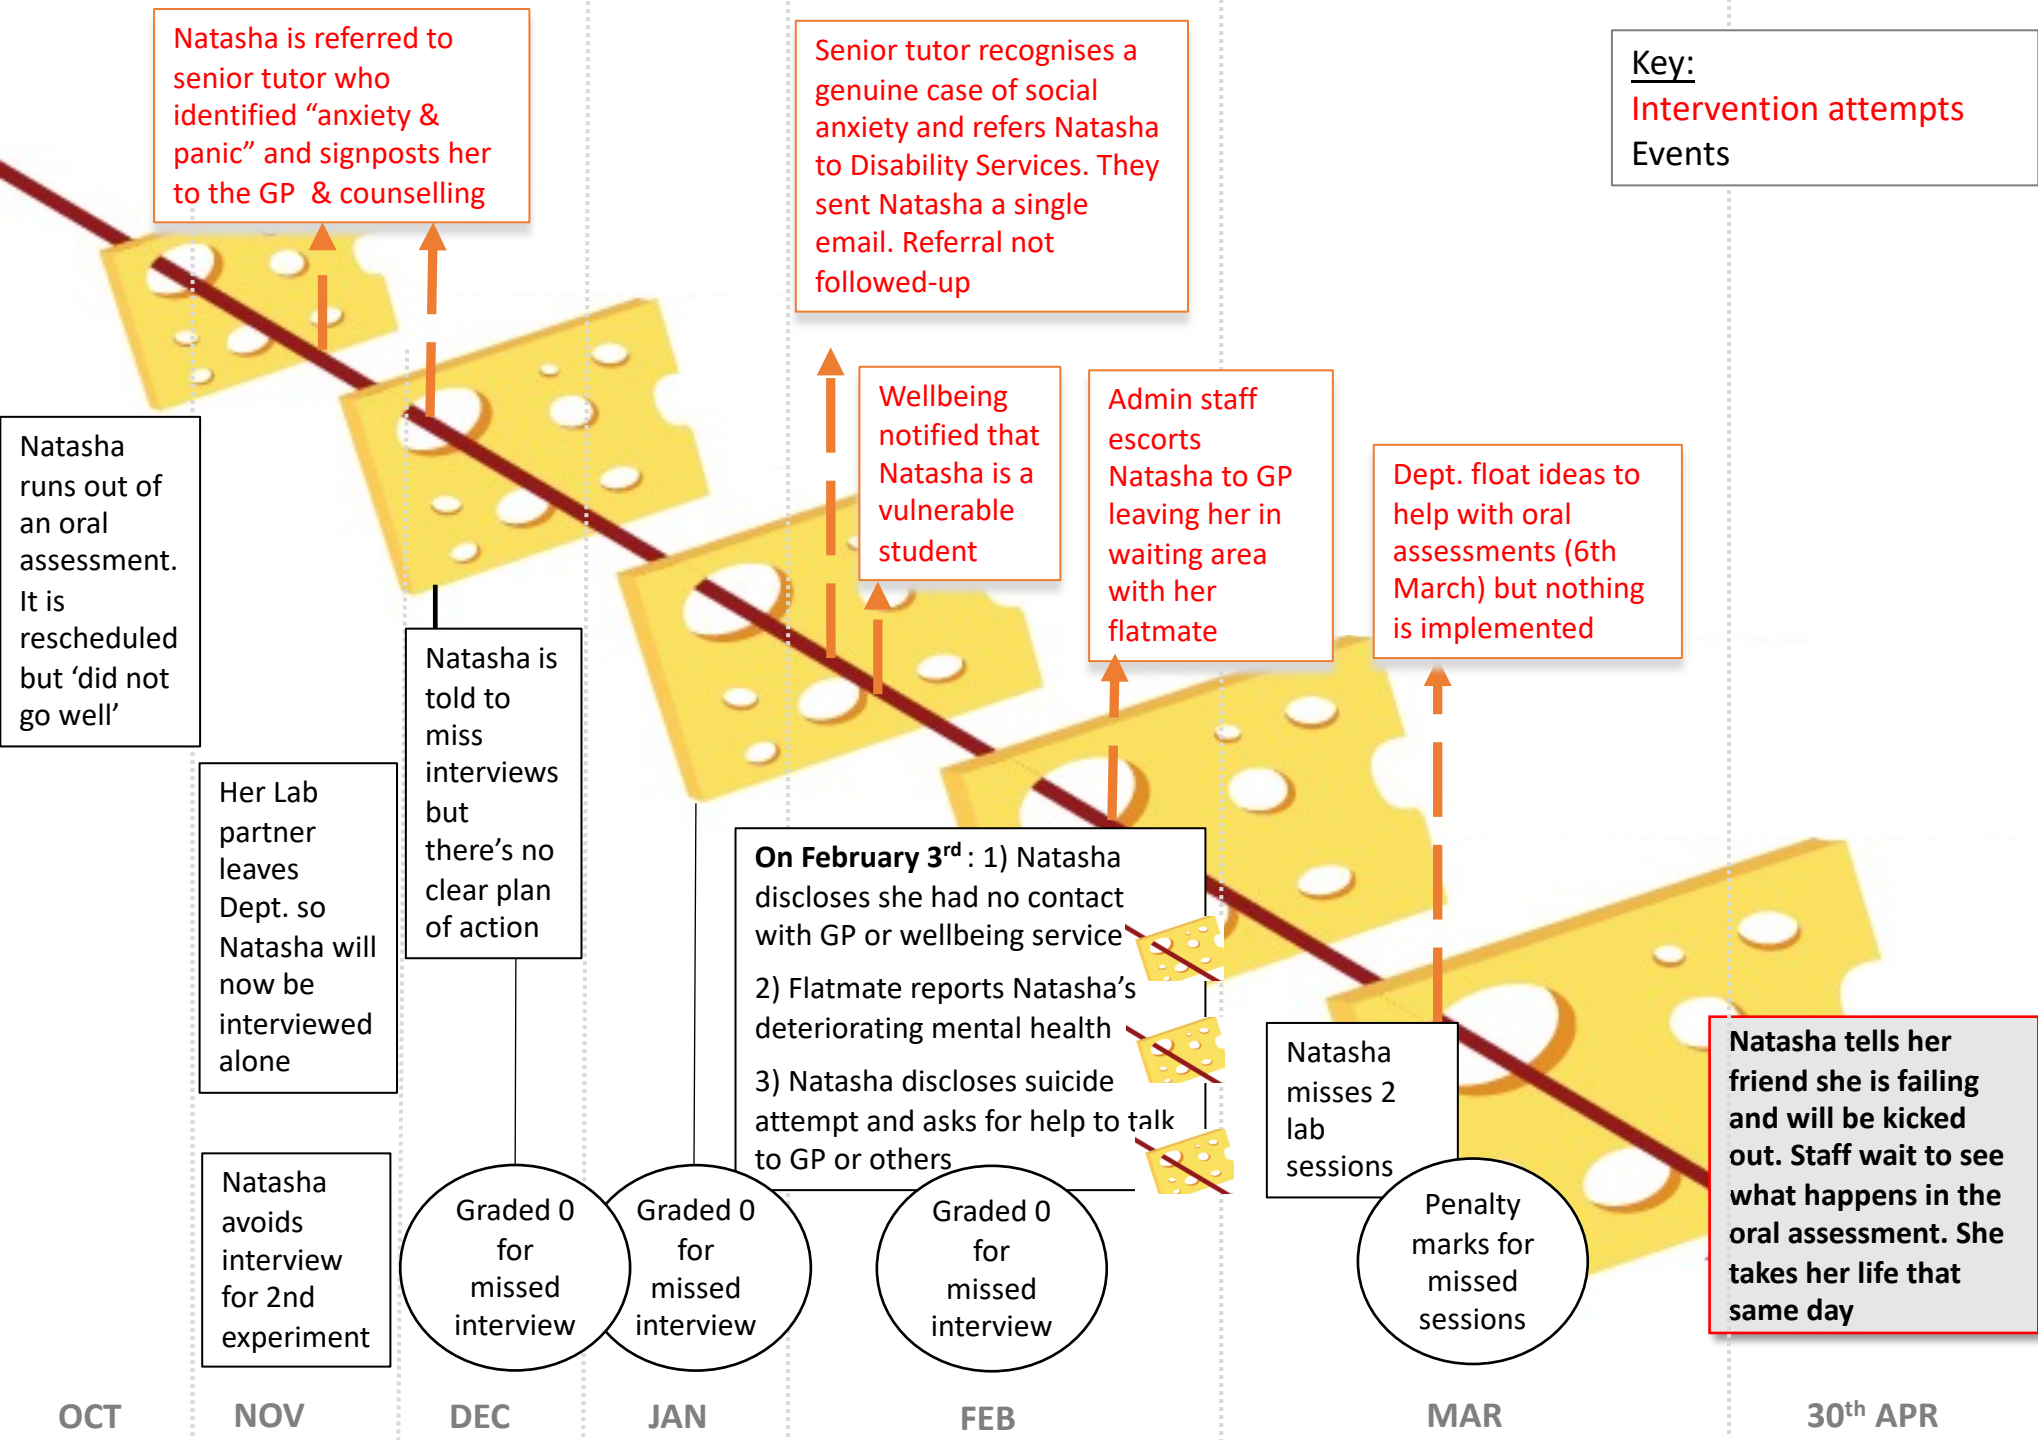 Natasha is referred to
senior tutor who
identified “anxiety &
panic” and signposts her
to the GP & counselling
Senior tutor recognises a
genuine case of social
anxiety and refers Natasha
to Disability Services. They
sent Natasha a single
email. Referral not
followed-up
Key:
Intervention attempts
Events
Wellbeing
notified that
Natasha is a
vulnerable
student
Admin staff
escorts
Natasha to GP
leaving her in
waiting area
with her
flatmate
Dept. float ideas to
help with oral
assessments (6th
March) but nothing
is implemented
Natasha
runs out of
an oral
assessment.
It is
rescheduled
but ‘did not
go well’
Her Lab
partner
leaves
Dept. so
Natasha will
now be
interviewed
alone
Natasha
avoids
interview
for 2nd
experiment
Natasha is
told to
miss
interviews
but
there’s no
clear plan
of action
Graded 0
for
missed
interview
Graded 0
for
missed
interview
On February 3rd : 1) Natasha
discloses she had no contact
with GP or wellbeing service
2) Flatmate reports Natasha’s
deteriorating mental health
3) Natasha discloses suicide
attempt and asks for help to talk
to GP or others
Graded 0
for
missed
interview
Natasha
misses 2
lab
sessions
Penalty
marks for
missed
sessions
Natasha tells her
friend she is failing
and will be kicked
out. Staff wait to see
what happens in the
oral assessment. She
takes her life that
same day
OCT
NOV
DEC
JAN
FEB
MAR
30th APR